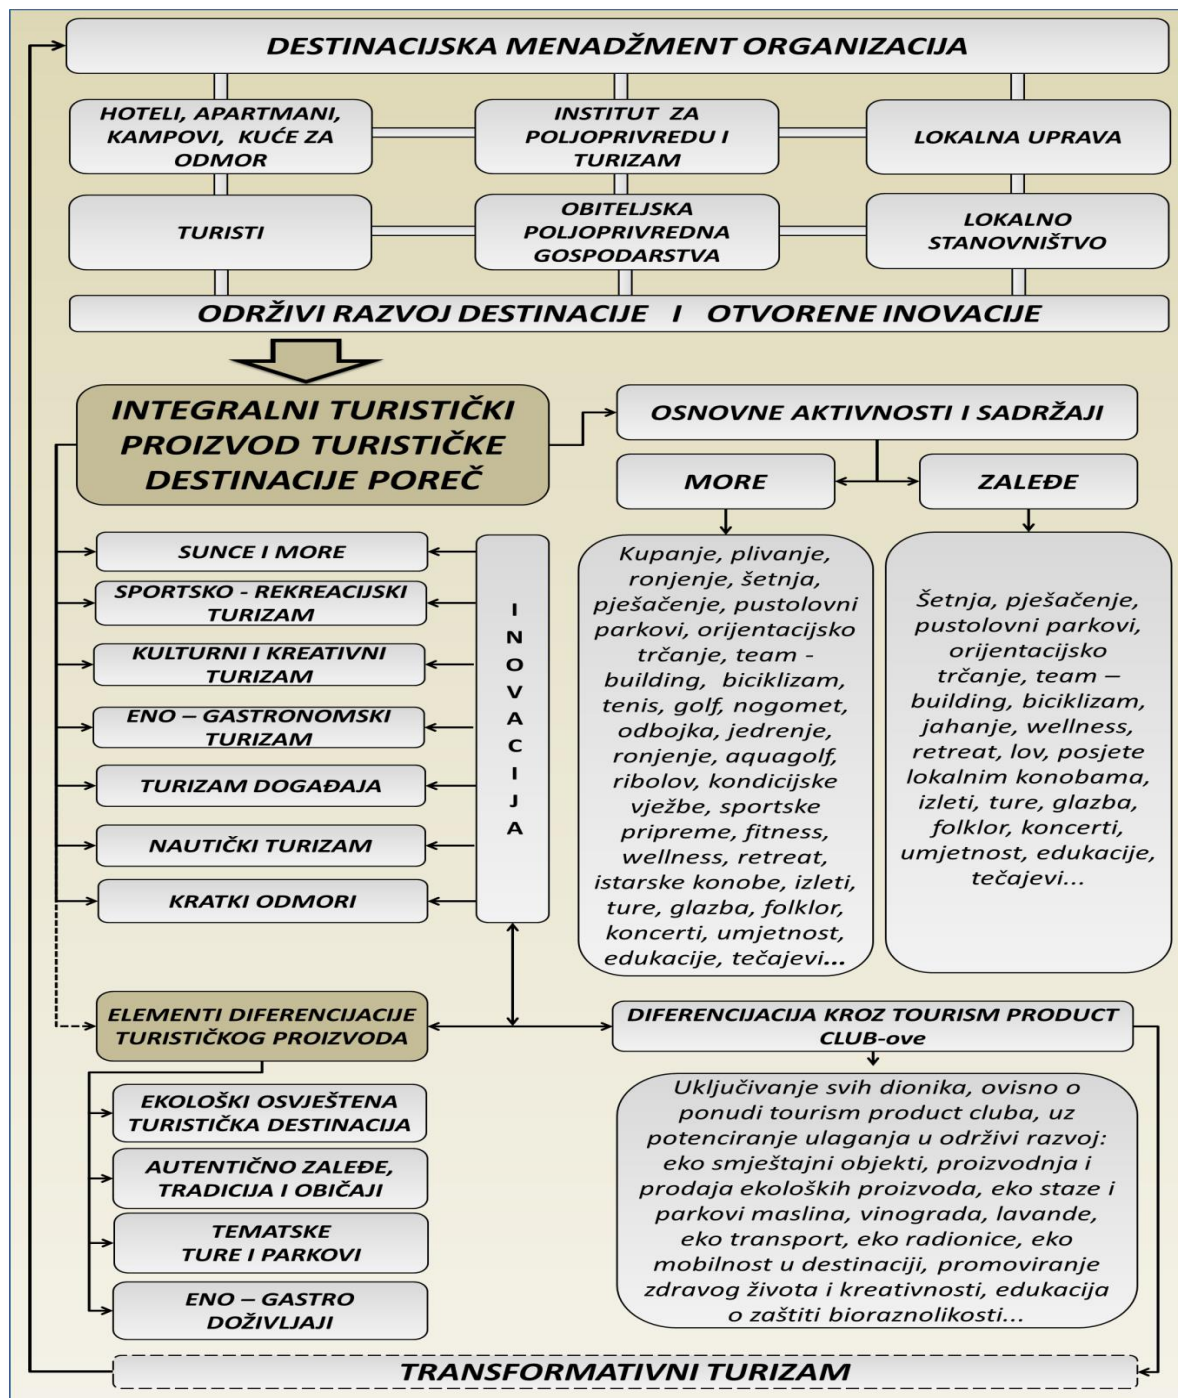 DESTINACIJSKA MENADŽMENT ORGANIZACIJA
HOTELI, APARTMANI,
KAMPOVI, KUĆE ZA
ODMOR
INSTITUT ZA
POLJOPRIVREDU I
TURIZAM
LOKALNA UPRAVA
TURISTI
OBITELJSKA
POLJOPRIVREDNA
GOSPODARSTVA
LOKALNO
STANOVNIŠTVO
ODRŽIVI RAZVOJ DESTINACIJE I OTVORENE INOVACIJE
INTEGRALNI TURISTIČKI
PROIZVOD TURISTIČKE
DESTINACIJE POREČ
OSNOVNE AKTIVNOSTI I SADRŽAJI
MORE
ZALEĐE
SUNCE I MORE
SPORTSKO - REKREACIJSKI
TURIZAM
KULTURNI I KREATIVNI
TURIZAM
ENO – GASTRONOMSKI
TURIZAM
TURIZAM DOGAĐAJA
NAUTIČKI TURIZAM
KRATKI ODMORI
I
N
O
V
A
C
I
J
A
Kupanje, plivanje,
ronjenje, šetnja,
pješačenje, pustolovni
parkovi, orijentacijsko
trčanje, team -
building, biciklizam,
tenis, golf, nogomet,
odbojka, jedrenje,
ronjenje, aquagolf,
ribolov, kondicijske
vježbe, sportske
pripreme, fitness,
wellness, retreat,
istarske konobe, izleti,
ture, glazba, folklor,
koncerti, umjetnost,
edukacije, tečajevi...
Šetnja, pješačenje,
pustolovni parkovi,
orijentacijsko
trčanje, team –
building, biciklizam,
jahanje, wellness,
retreat, lov, posjete
lokalnim konobama,
izleti, ture, glazba,
folklor, koncerti,
umjetnost, edukacije,
tečajevi...
ELEMENTI DIFERENCIJACIJE
TURISTIČKOG PROIZVODA
DIFERENCIJACIJA KROZ TOURISM PRODUCT
CLUB-ove
EKOLOŠKI OSVJEŠTENA
TURISTIČKA DESTINACIJA
AUTENTIČNO ZALEĐE,
TRADICIJA I OBIČAJI
TEMATSKE
TURE I PARKOVI
ENO – GASTRO
DOŽIVLJAJI
Uključivanje svih dionika, ovisno o
ponudi tourism product cluba, uz
potenciranje ulaganja u održivi razvoj:
eko smještajni objekti, proizvodnja i
prodaja ekoloških proizvoda, eko staze i
parkovi maslina, vinograda, lavande,
eko transport, eko radionice, eko
mobilnost u destinaciji, promoviranje
zdravog života i kreativnosti, edukacija
o zaštiti bioraznolikosti...
TRANSFORMATIVNI TURIZAM